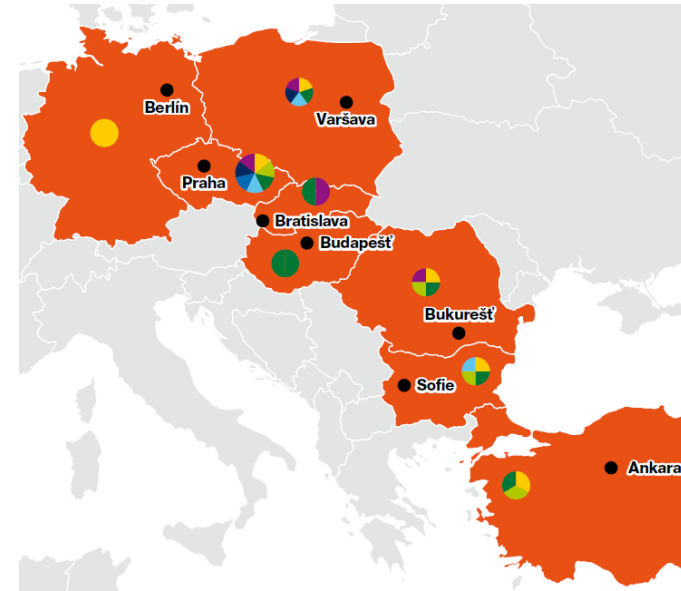 Berlín
Varšava
Praha
Bratislava
Budapešť
Bukurešť
Sofie
Ankara